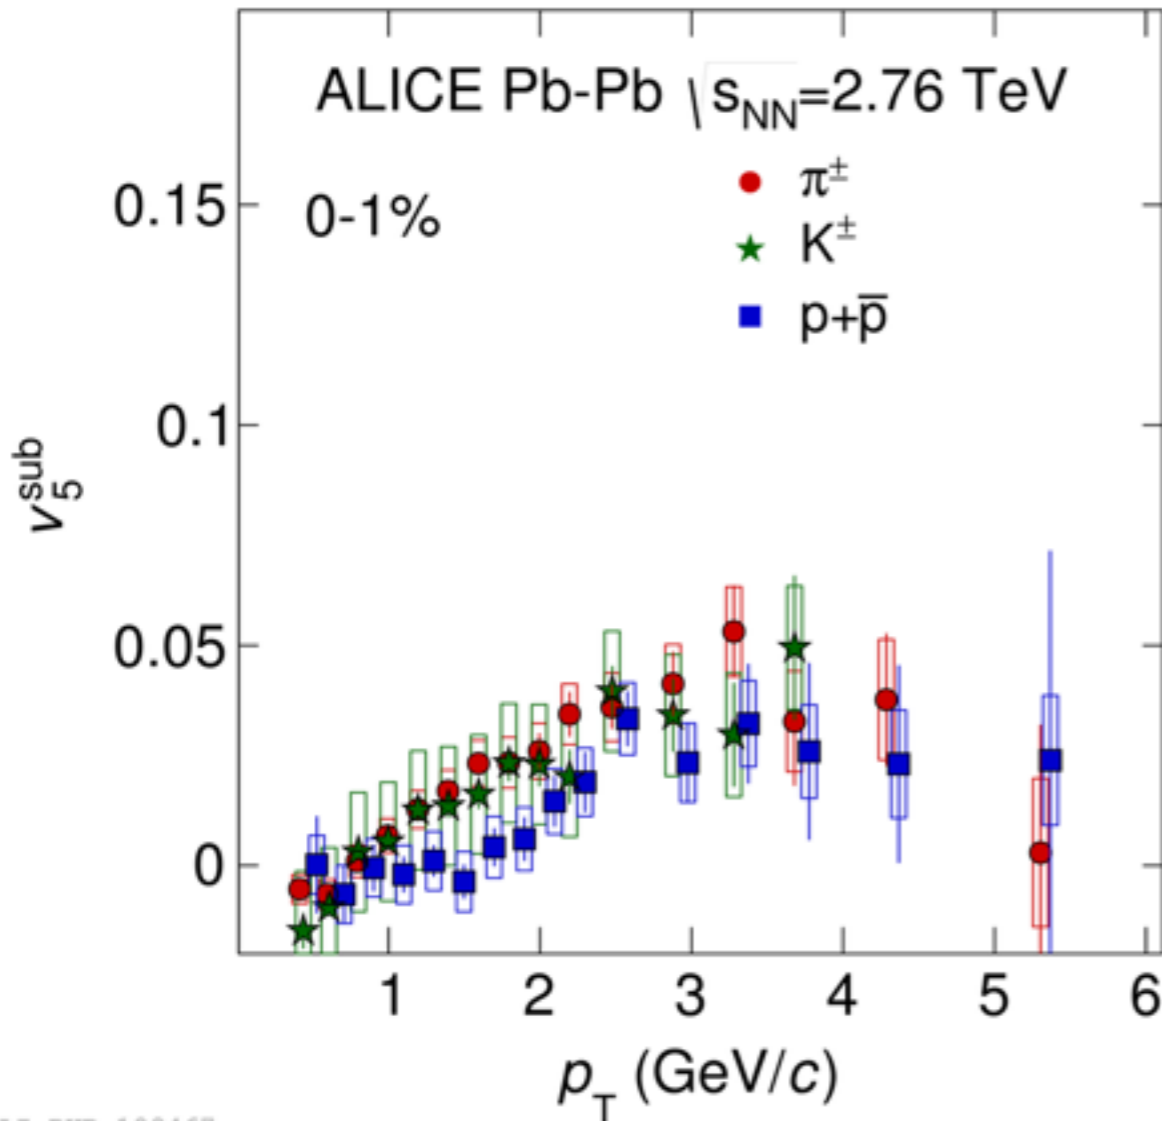 ALICE Pb-Pb √sNN=2.76 TeV
0-1%
π±
K±
p+p̅
0.15
0.1
0.05
0
v5sub
1 2 3 4 5 6
pT (GeV/c)